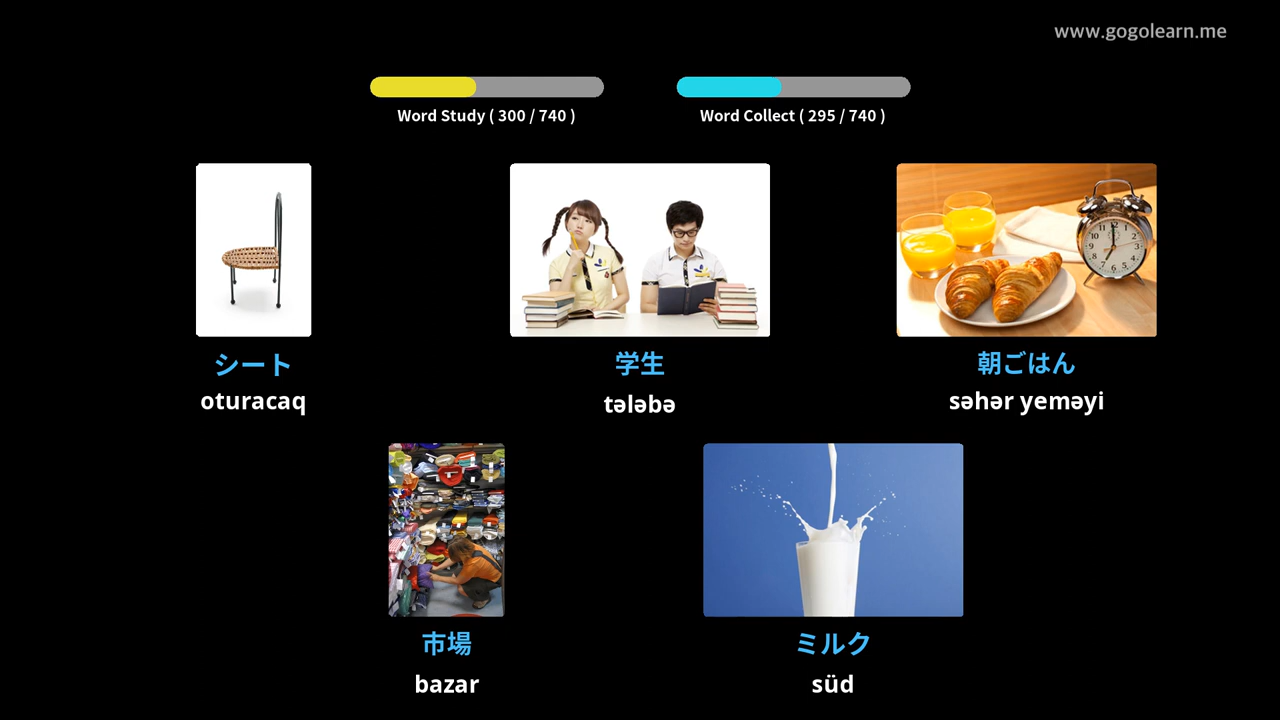 www.gogolearn.me
Word Study ( 300 / 740 )
Word Collect ( 295 / 740 )
シート
oturacaq
学生
tələbə
朝ごはん
səhər yeməyi
市場
bazar
ミルク
süd